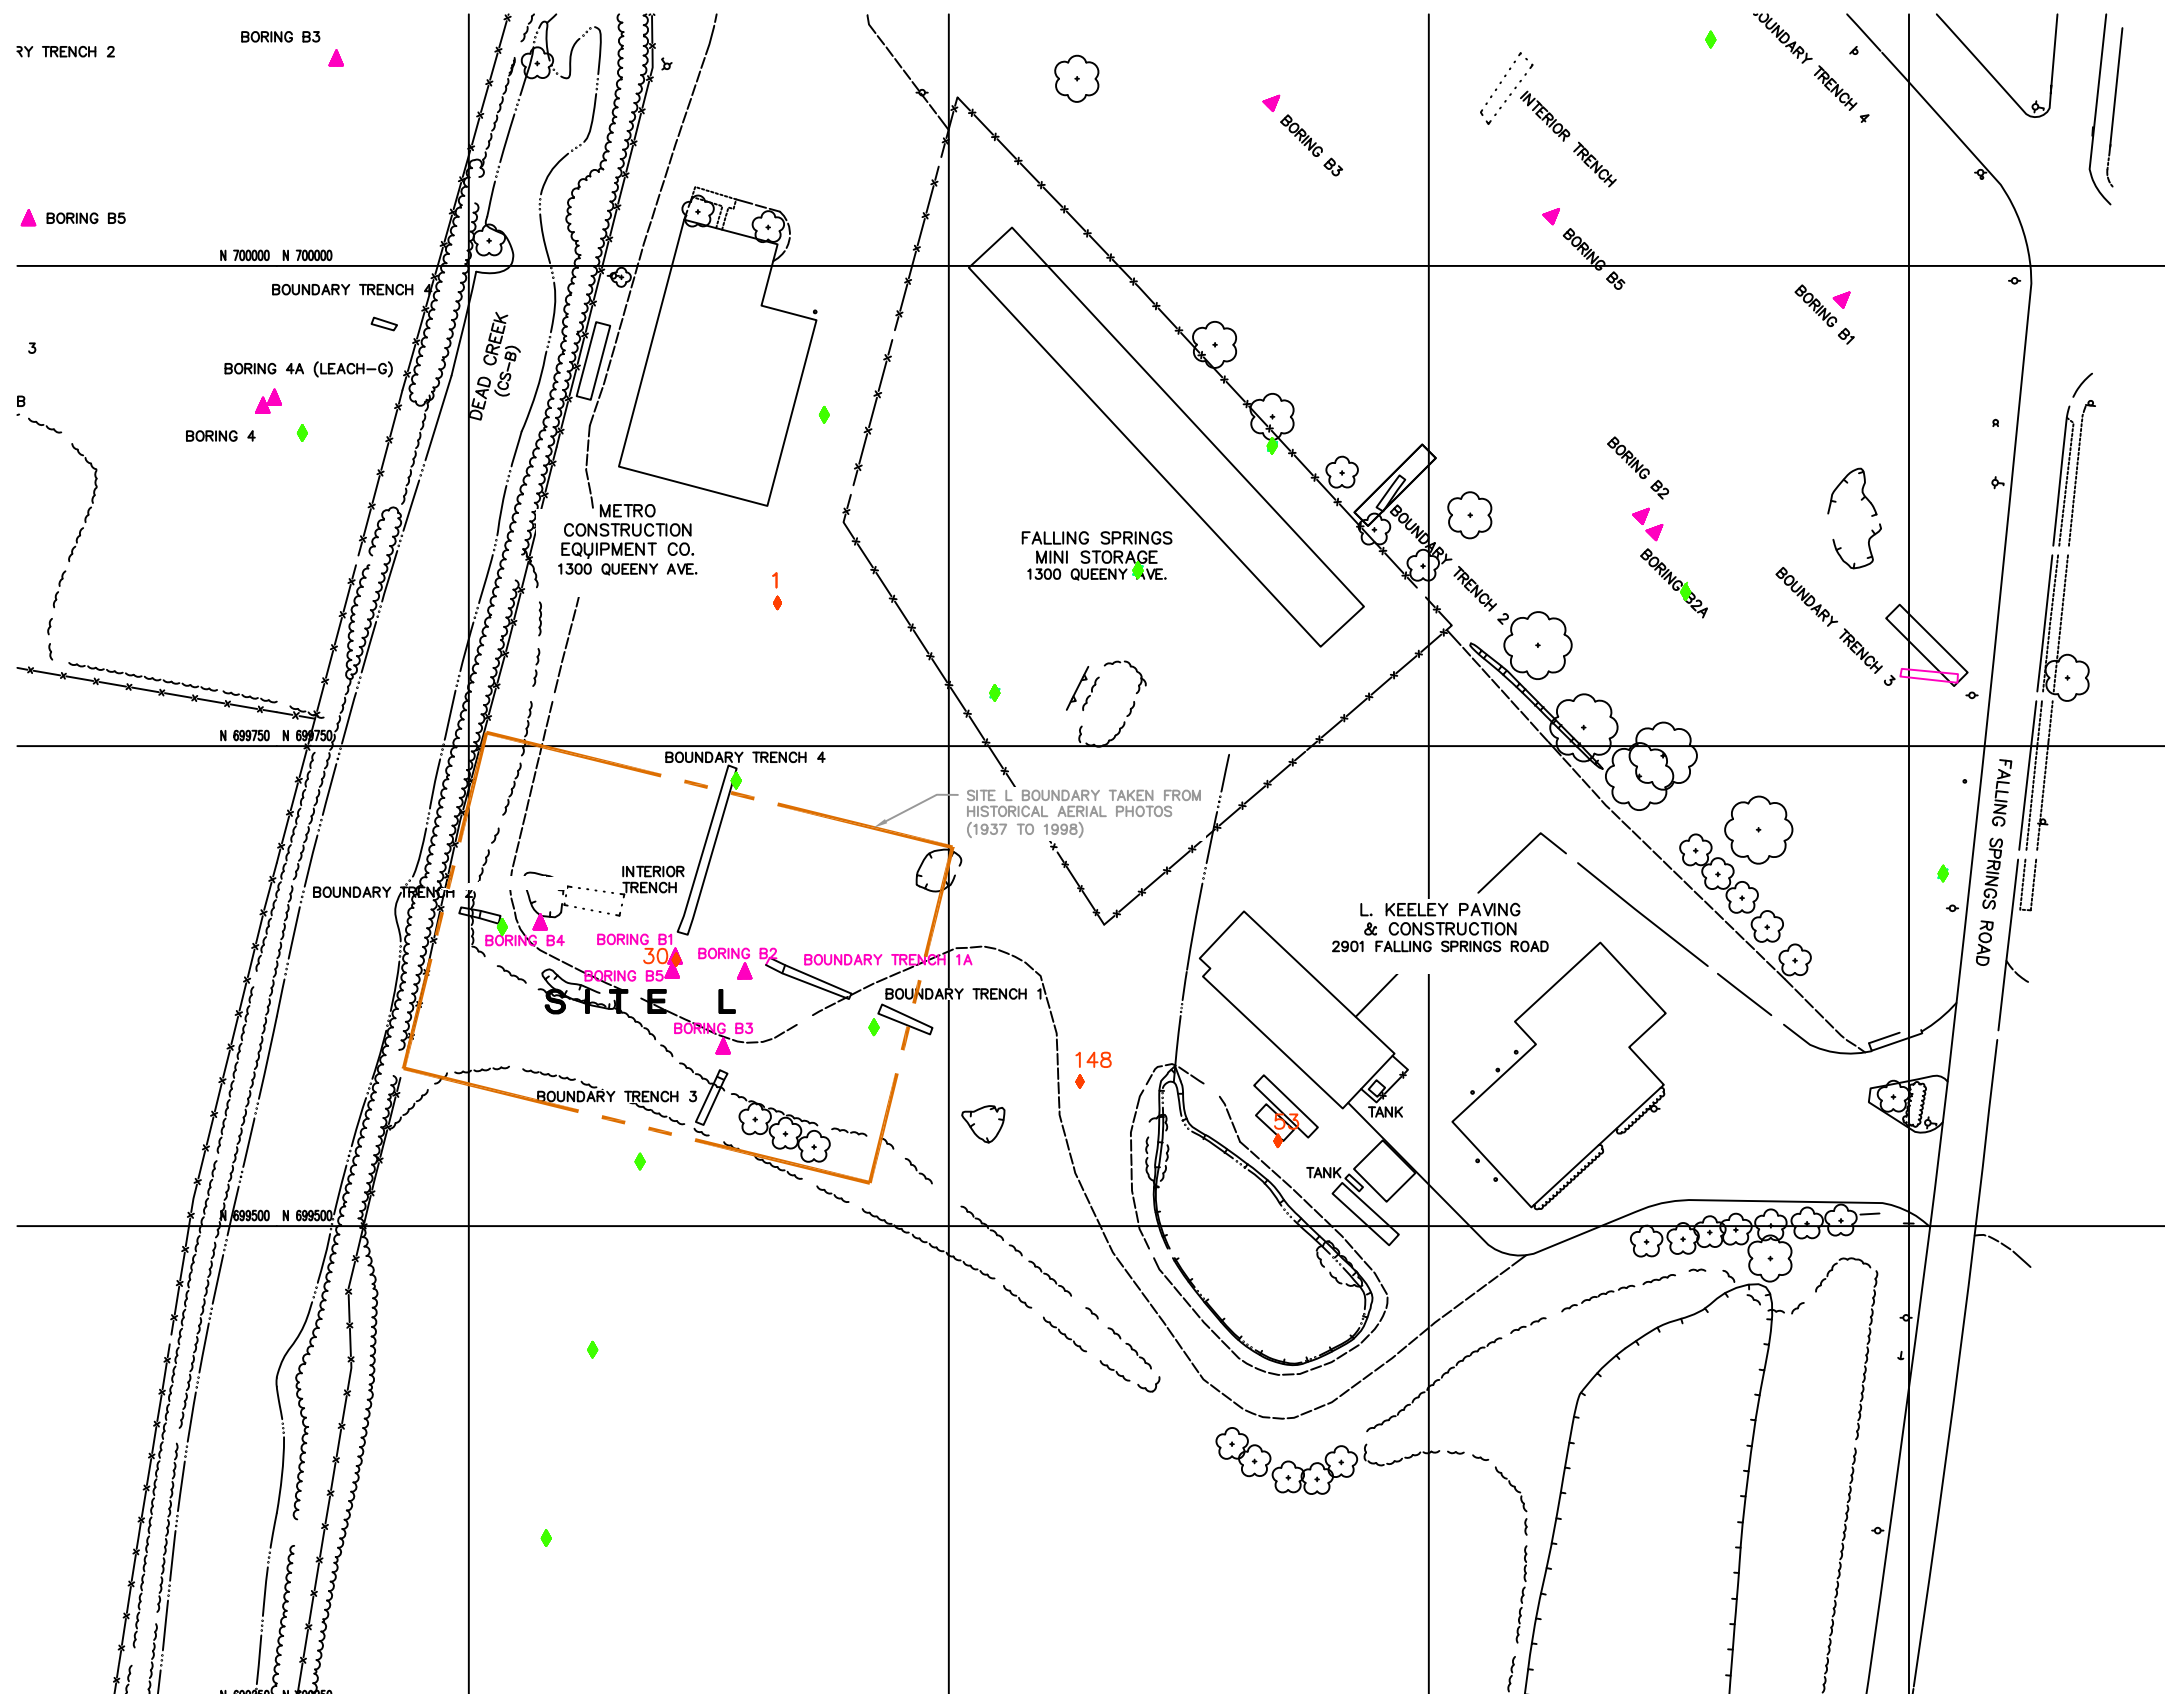 BORING B3
RY TRENCH 2
BOUNDARY TRENCH 4
INTERIOR TRENCH
BORING B3
BORING B5
BORING B5
N 700000 N 700000
BOUNDARY TRENCH 4
BORING B1
3
BORING 4A (LEACH-G)
DEAD CREEK
(CS-B)
B
BORING 4
BORING B2
METRO
CONSTRUCTION
EQUIPMENT CO.
1300 QUEENY AVE.
FALLING SPRINGS
MINI STORAGE
1300 QUEENY AVE.
BOUNDARY TRENCH 2
BORING B2A
BOUNDARY TRENCH 3
1
N 699750 N 699750
BOUNDARY TRENCH 4
SITE L BOUNDARY TAKEN FROM
HISTORICAL AERIAL PHOTOS
(1937 TO 1998)
FALLING SPRINGS ROAD
INTERIOR
TRENCH
BOUNDARY TRENCH 2
L. KEELEY PAVING
& CONSTRUCTION
2901 FALLING SPRINGS ROAD
BORING B4
BORING B1
30
BORING B2
BOUNDARY TRENCH 1A
BORING B5
SITE L
BOUNDARY TRENCH 1
BORING B3
148
BOUNDARY TRENCH 3
TANK
53
TANK
N 699500 N 699500